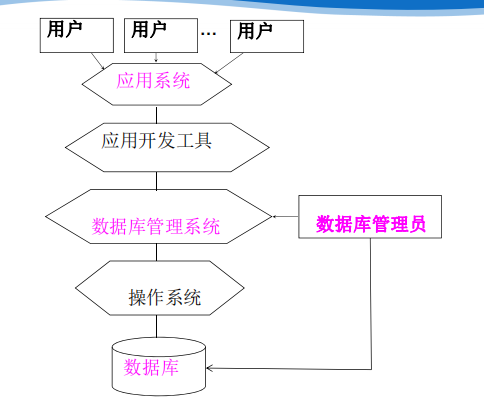 用户
用户
…
用户
应用系统
应用开发工具
数据库管理系统
数据库管理员
操作系统
数据库